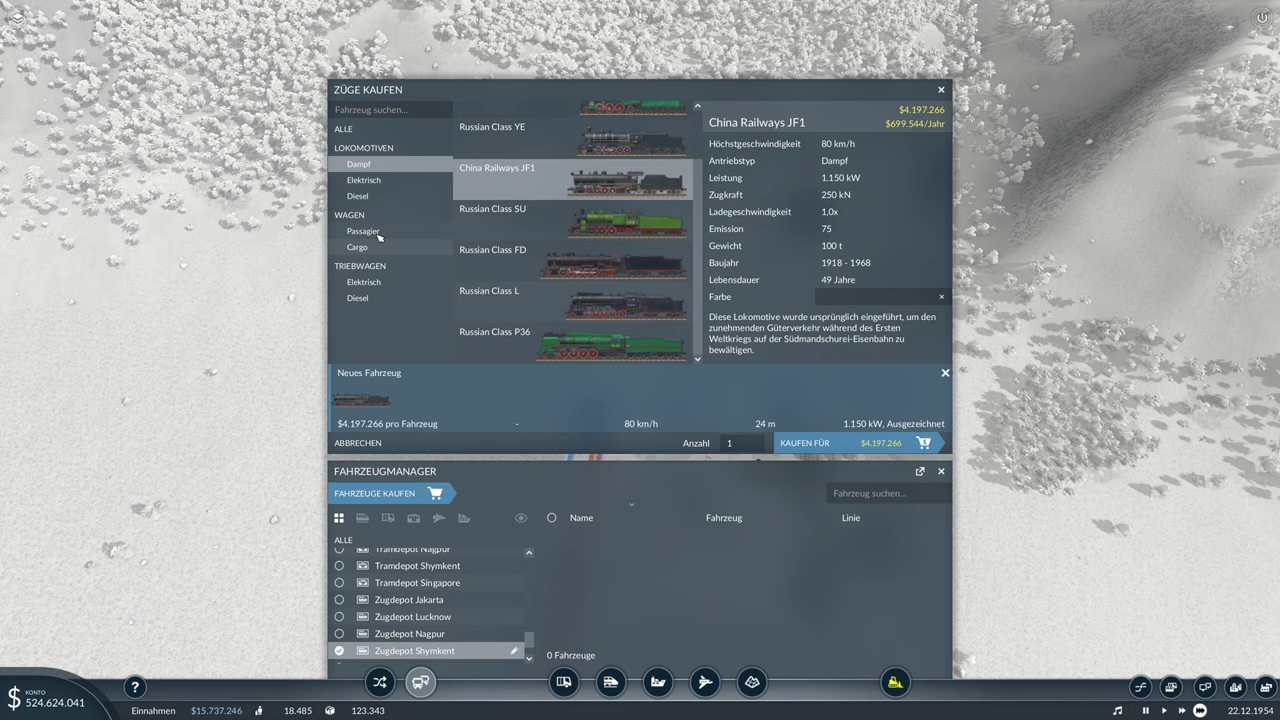 ZÜGE KAUFEN
Fahrzeug suchen...
ALLE
LOKOMOTIVEN
Dampf
Elektrisch
Diesel
WAGEN
Passagier
Cargo
TRIEBWAGEN
Elektrisch
Diesel
Russian Class YE
China Railways JF1
Russian Class SU
Russian Class FD
Russian Class L
Russian Class P36
$4.197.266
China Railways JF1
$699.544/Jahr
Höchstgeschwindigkeit 80 km/h
Antriebstyp Dampf
Leistung 1.150 kW
Zugkraft 250 kN
Ladegeschwindigkeit 1,0x
Emission 75
Gewicht 100 t
Baujahr 1918 - 1968
Lebensdauer 49 Jahre
Farbe
Diese Lokomotive wurde ursprünglich eingeführt, um den
zunehmenden Güterverkehr während des Ersten
Weltkriegs auf der Südmandschurei-Eisenbahn zu
bewältigen.
Neues Fahrzeug
$4.197.266 pro Fahrzeug - 80 km/h 24 m 1.150 kW, Ausgezeichnet
ABBRECHEN Anzahl 1 KAUFEN FÜR $4.197.266
FAHRZEUGMANAGER
FAHRZEUGE KAUFEN
Fahrzeug suchen...
Name Fahrzeug Linie
ALLE
Tramdepot Nagpur
Tramdepot Shymkent
Tramdepot Singapore
Zugdepot Jakarta
Zugdepot Lucknow
Zugdepot Nagpur
Zugdepot Shymkent
0 Fahrzeuge
$ KONTO
524.624.041
?
Einnahmen $15.737.246 18.485 123.343
22.12.1954